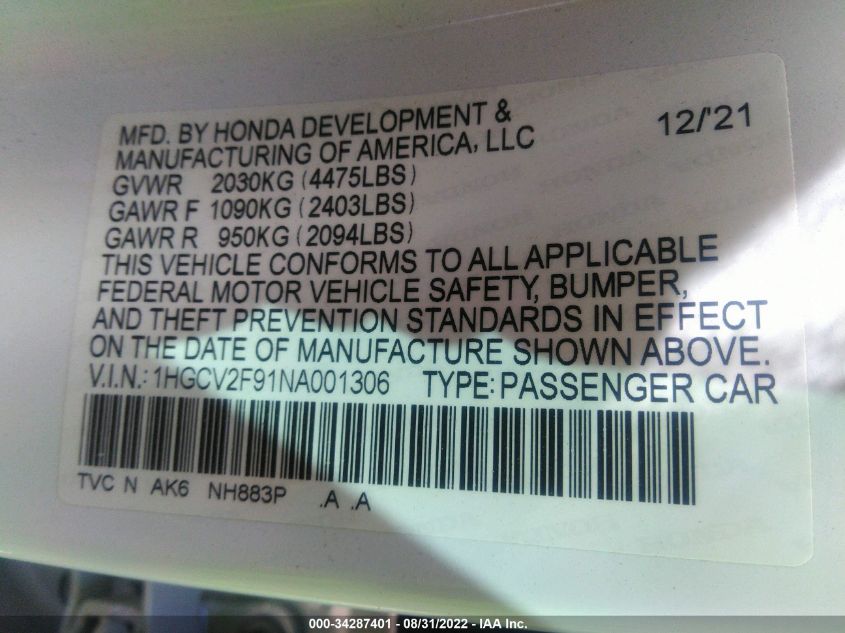 MFD. BY HONDA DEVELOPMENT & 12/'21
MANUFACTURING OF AMERICA, LLC
GVWR 2030KG (4475LBS)
GAWR F 1090KG (2403LBS)
GAWR R 950KG (2094LBS)
THIS VEHICLE CONFORMS TO ALL APPLICABLE
FEDERAL MOTOR VEHICLE SAFETY, BUMPER,
AND THEFT PREVENTION STANDARDS IN EFFECT
ON THE DATE OF MANUFACTURE SHOWN ABOVE.
V.I.N.: 1HGCV2F91NA001306 TYPE: PASSENGER CAR
TVC N AK6 NH883P .A .A
000-34287401 - 08/31/2022 - IAA Inc.